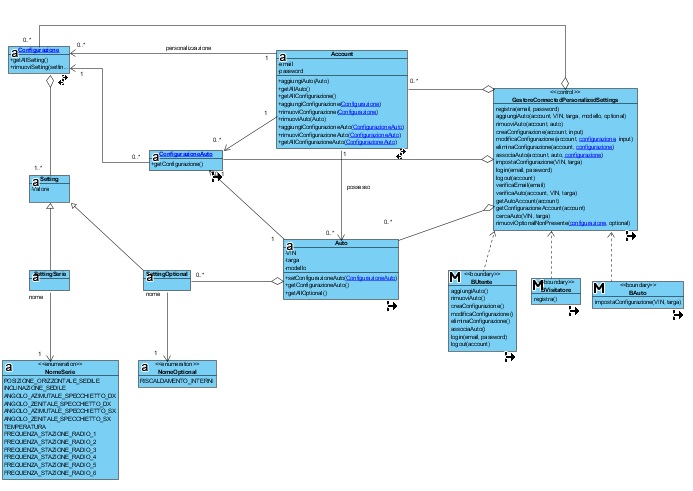 Configurazione
+getAllSetting()
+rimuoviSetting(settin...
0..*
0..*
1
personalizzazione
1
Account
-email
-password
+aggiungiAuto(Auto)
+getAllAuto()
+getAllConfigurazione()
+aggiungiConfigurazione(Configurazione)
+rimuoviConfigurazione(Configurazione)
+rimuoviAuto(Auto)
+aggiungiConfigurazioneAuto(ConfigurazioneAuto)
+rimuoviConfigurazioneAuto(ConfigurazioneAuto)
+getAllConfigurazioneAuto(ConfigurazioneAuto)
0..*
<<control>>
GestoreConnectedPersonalizedSettings
registra(email, password)
aggiungiAuto(account, VIN, targa, modello, optional)
rimuoviAuto(account, auto)
creaConfigurazione(account, input)
modificaConfigurazione(account, configurazione, input)
eliminaConfigurazione(account, configurazione)
associaAuto(account, auto, configurazione)
impostaConfigurazione(VIN, targa)
login(email, password)
logout(account)
verificaEmail(email)
verificaAuto(account, VIN, targa)
getAutoAccount(account)
getConfigurazioneAccount(account)
cercaAuto(VIN, targa)
rimuoviOptionalNonPresente(configurazione, optional)
1
0..*
0..*
ConfigurazioneAuto
+getConfigurazione()
1
possesso
0..*
1..*
Setting
-Valore
0..*
1
Auto
-VIN
-targa
-modello
+setConfigurazioneAuto(ConfigurazioneAuto)
+getConfigurazioneAuto()
+getAllOptional()
0..*
1
SettingSerie
nome
SettingOptional
nome
<<boundary>>
BUtente
aggiungiAuto()
rimuoviAuto()
creaConfigurazione()
modificaConfigurazione()
eliminaConfigurazione()
associaAuto()
login(email, password)
logout(account)
<<boundary>>
BVisitatore
registra()
<<boundary>>
BAuto
impostaConfigurazione(VIN, targa)
1
<<enumeration>>
NomeSerie
POSIZIONE_ORIZZONTALE_SEDILE
INCLINAZIONE_SEDILE
ANGOLO_AZIMUTALE_SPECCHIETTO_DX
ANGOLO_ZENITALE_SPECCHIETTO_DX
ANGOLO_AZIMUTALE_SPECCHIETTO_SX
ANGOLO_ZENITALE_SPECCHIETTO_SX
TEMPERATURA
FREQUENZA_STAZIONE_RADIO_1
FREQUENZA_STAZIONE_RADIO_2
FREQUENZA_STAZIONE_RADIO_3
FREQUENZA_STAZIONE_RADIO_4
FREQUENZA_STAZIONE_RADIO_5
FREQUENZA_STAZIONE_RADIO_6
1
<<enumeration>>
NomeOptional
RISCALDAMENTO_INTERNI